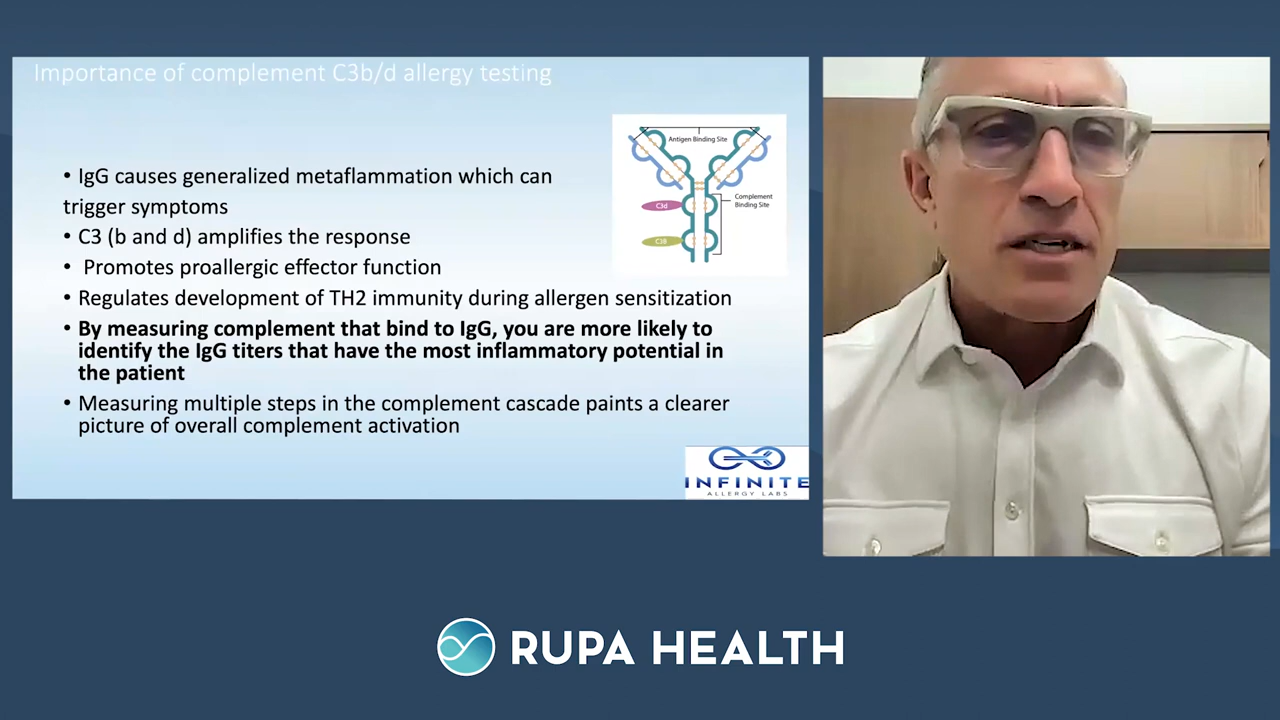 Importance of complement C3b/d allergy testing
• IgG causes generalized metaflammation which can
trigger symptoms
• C3 (b and d) amplifies the response
• Promotes proallergic effector function
• Regulates development of TH2 immunity during allergen sensitization
• By measuring complement that bind to IgG, you are more likely to
identify the IgG titers that have the most inflammatory potential in
the patient
• Measuring multiple steps in the complement cascade paints a clearer
picture of overall complement activation
Antigen Binding Site
Complement
Binding Site
C3d
C3B
INFINITE
ALLERGY LABS
RUPA HEALTH